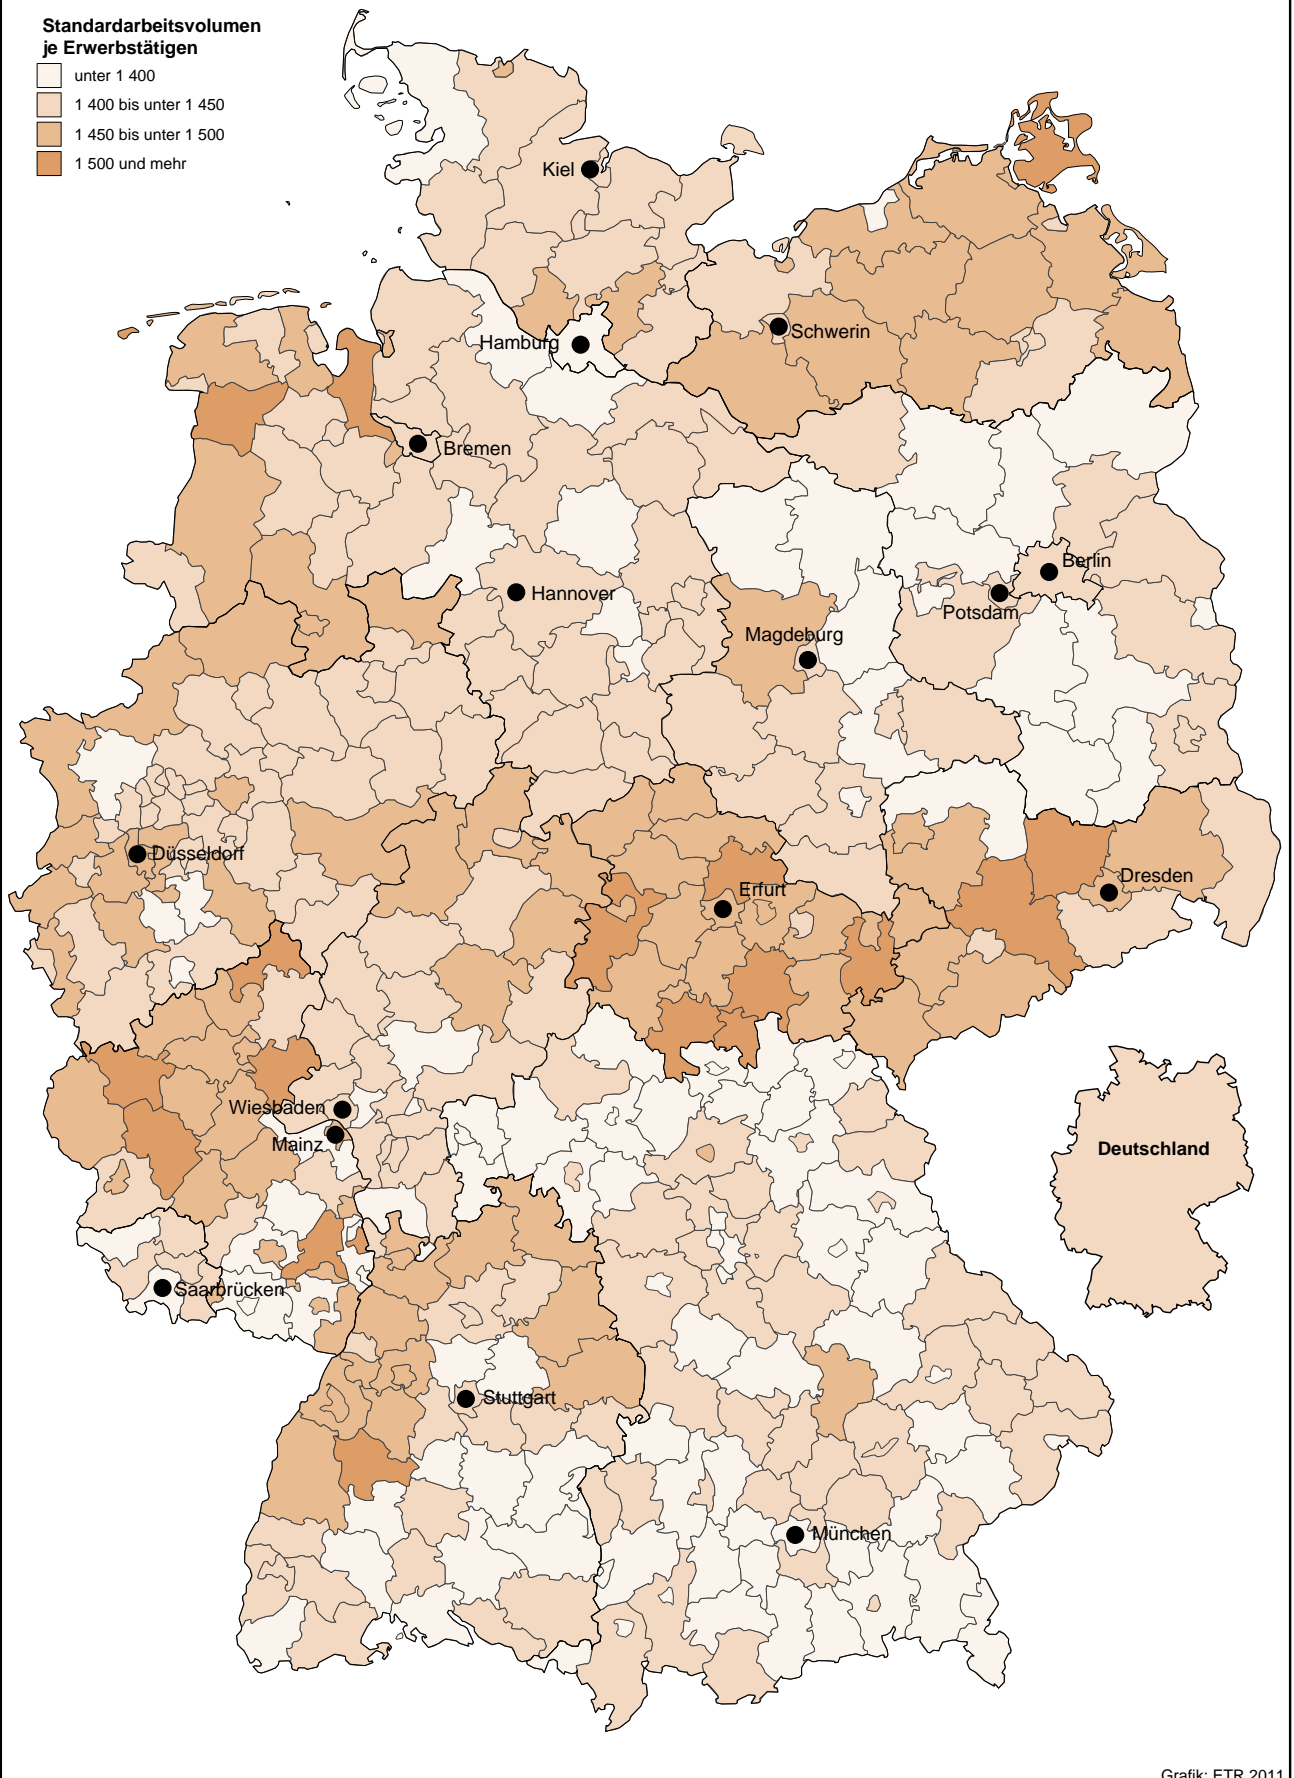 Standardarbeitsvolumen
je Erwerbstätigen
unter 1 400
1 400 bis unter 1 450
1 450 bis unter 1 500
1 500 und mehr
Kiel
Schwerin
Hamburg
Bremen
Berlin
Hannover
Potsdam
Magdeburg
Düsseldorf
Dresden
Erfurt
Wiesbaden
Mainz
Deutschland
Saarbrücken
Stuttgart
München
Grafik: ETR 2011